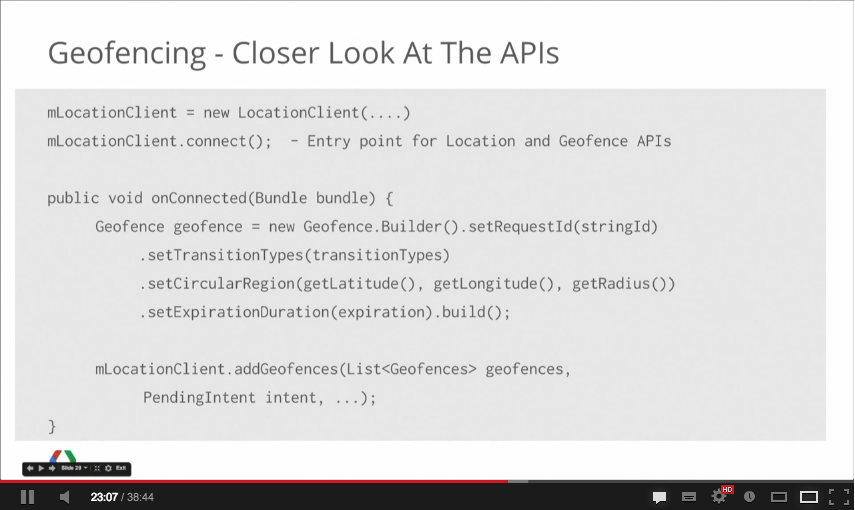 Geofencing - Closer Look At The APIs
mLocationClient = new LocationClient(....)
mLocationClient.connect();  - Entry point for Location and Geofence APIs
public void onConnected(Bundle bundle) {
Geofence geofence = new Geofence.Builder().setRequestId(stringId)
.setTransitionTypes(transitionTypes)
.setCircularRegion(getLatitude(), getLongitude(), getRadius())
.setExpirationDuration(expiration).build();
mLocationClient.addGeofences(List<Geofences> geofences,
PendingIntent intent, ...);
}
Slide 29 Exit
23:07 / 38:44 HD